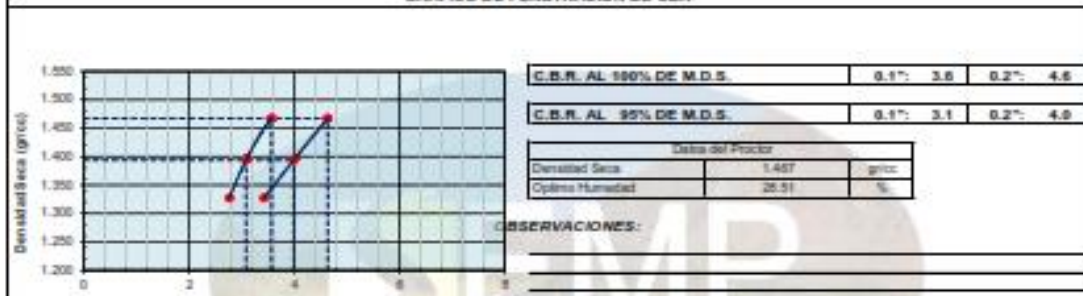 C.B.R. AL 100% DE M.D.S. 0.1": 3.6 0.2": 4.6
C.B.R. AL 95% DE M.D.S. 0.1": 3.1 0.2": 4.0
Datos del Proctor
Densidad Seca 1.467 gr/cc
Optimo Humedad 28.51 %
OBSERVACIONES:
Densidad Seca (gr/cc)
1.550
1.500
1.450
1.400
1.350
1.300
1.250
1.200
0 2 4 6 8